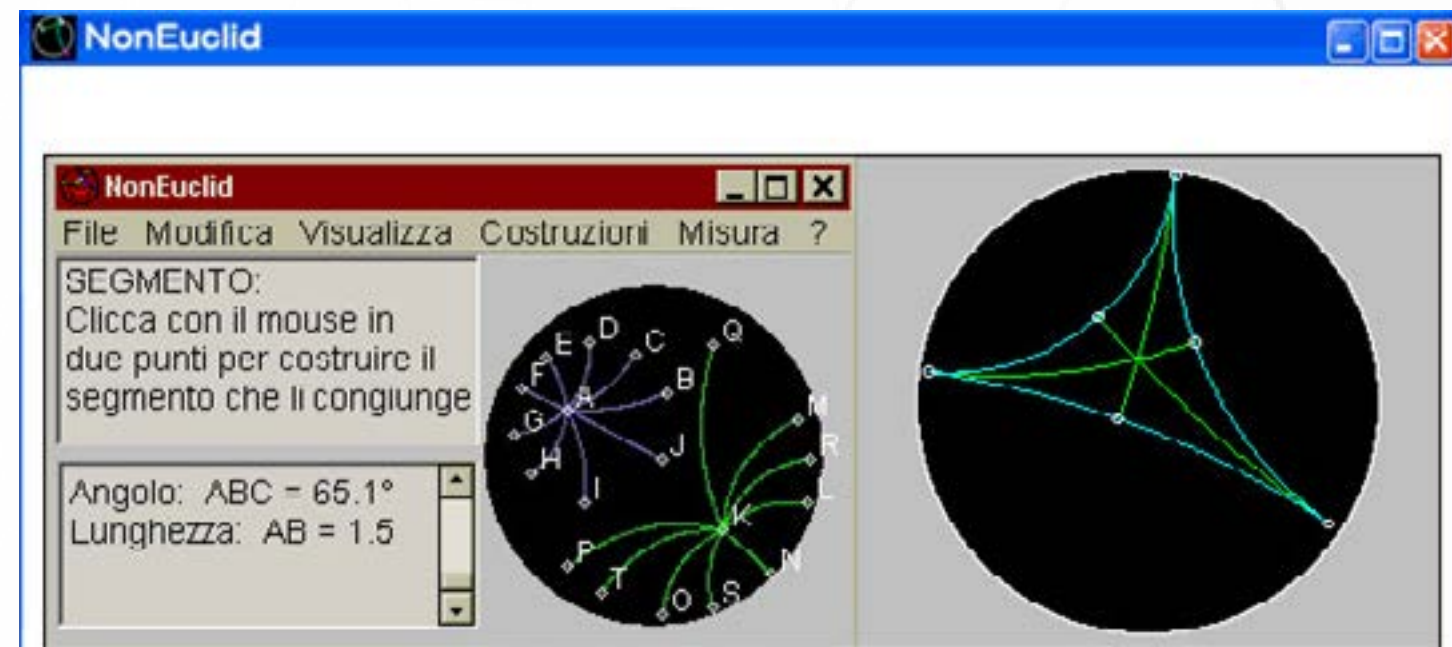 NonEuclid
NonEuclid
File Modifica Visualizza Costruzioni Misura ?
SEGMENTO:
Clicca con il mouse in
due punti per costruire il
segmento che li congiunge
Angolo: ABC = 65.1°
Lunghezza: AB = 1.5
D
Q
E
C
F
B
A
G
M
H
J
R
I
L
K
P
N
T
O
S